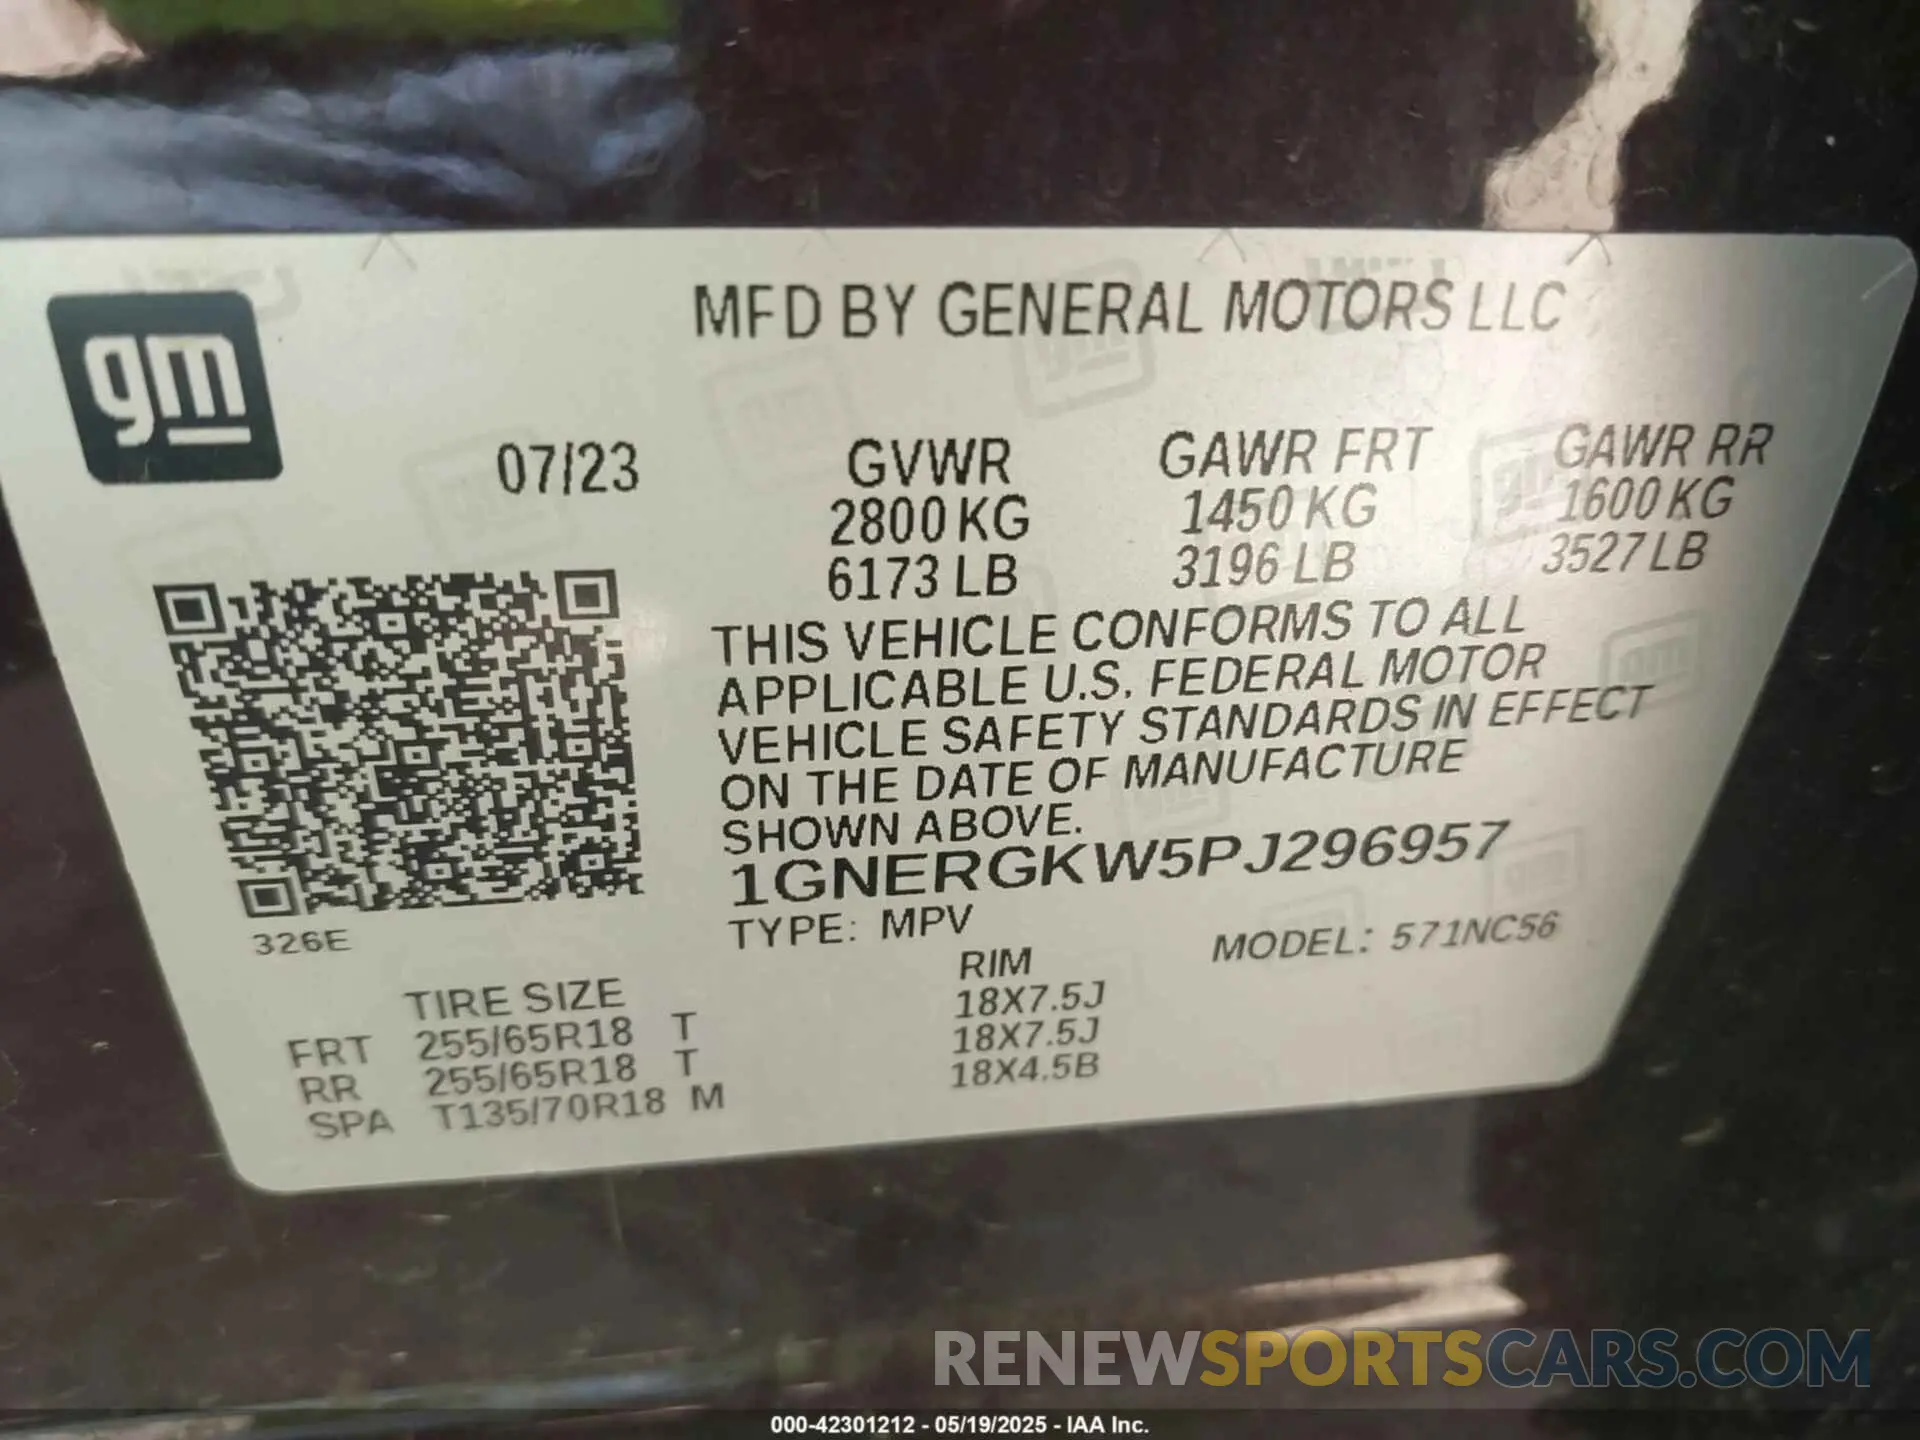 gm
MFD BY GENERAL MOTORS LLC
07/23 GVWR GAWR FRT GAWR RR
2800 KG 1450 KG 1600 KG
6173 LB 3196 LB 3527 LB
THIS VEHICLE CONFORMS TO ALL
APPLICABLE U.S. FEDERAL MOTOR
VEHICLE SAFETY STANDARDS IN EFFECT
ON THE DATE OF MANUFACTURE
SHOWN ABOVE.
1GNERGKW5PJ296957
TYPE: MPV MODEL: 571NC56
326E
TIRE SIZE RIM
FRT 255/65R18 T 18X7.5J
RR 255/65R18 T 18X7.5J
SPA T135/70R18 M 18X4.5B
RENEWSPORTSCARS.COM
000-42301212 - 05/19/2025 - IAA Inc.